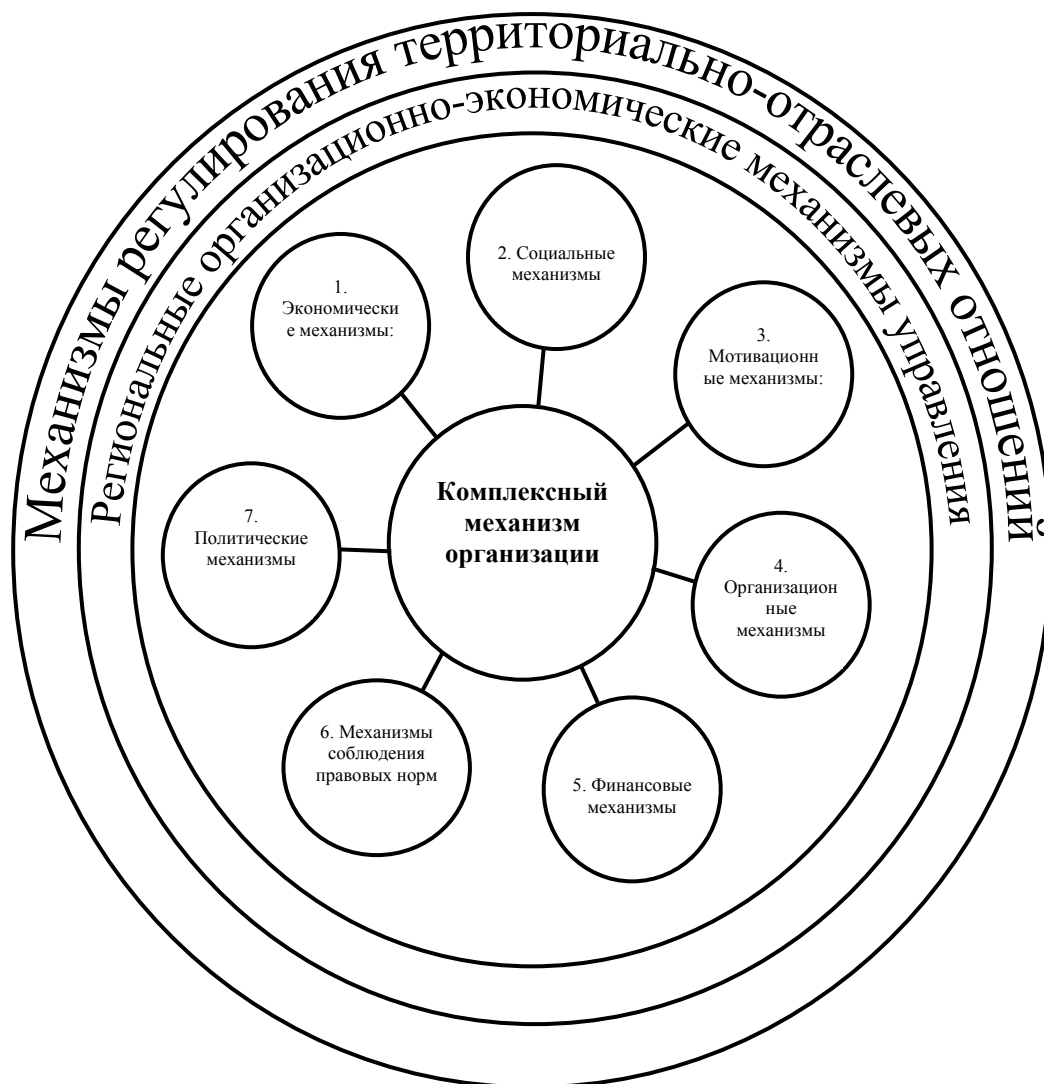 Механизмы регулирования территориально-отраслевых отношений
Региональные организационно-экономические механизмы управления
1.
Экономически
е механизмы:
2. Социальные
механизмы
3.
Мотивационн
ые механизмы:
Комплексный
механизм
организации
7.
Политические
механизмы
4.
Организацион
ные
механизмы
6. Механизмы
соблюдения
правовых норм
5. Финансовые
механизмы